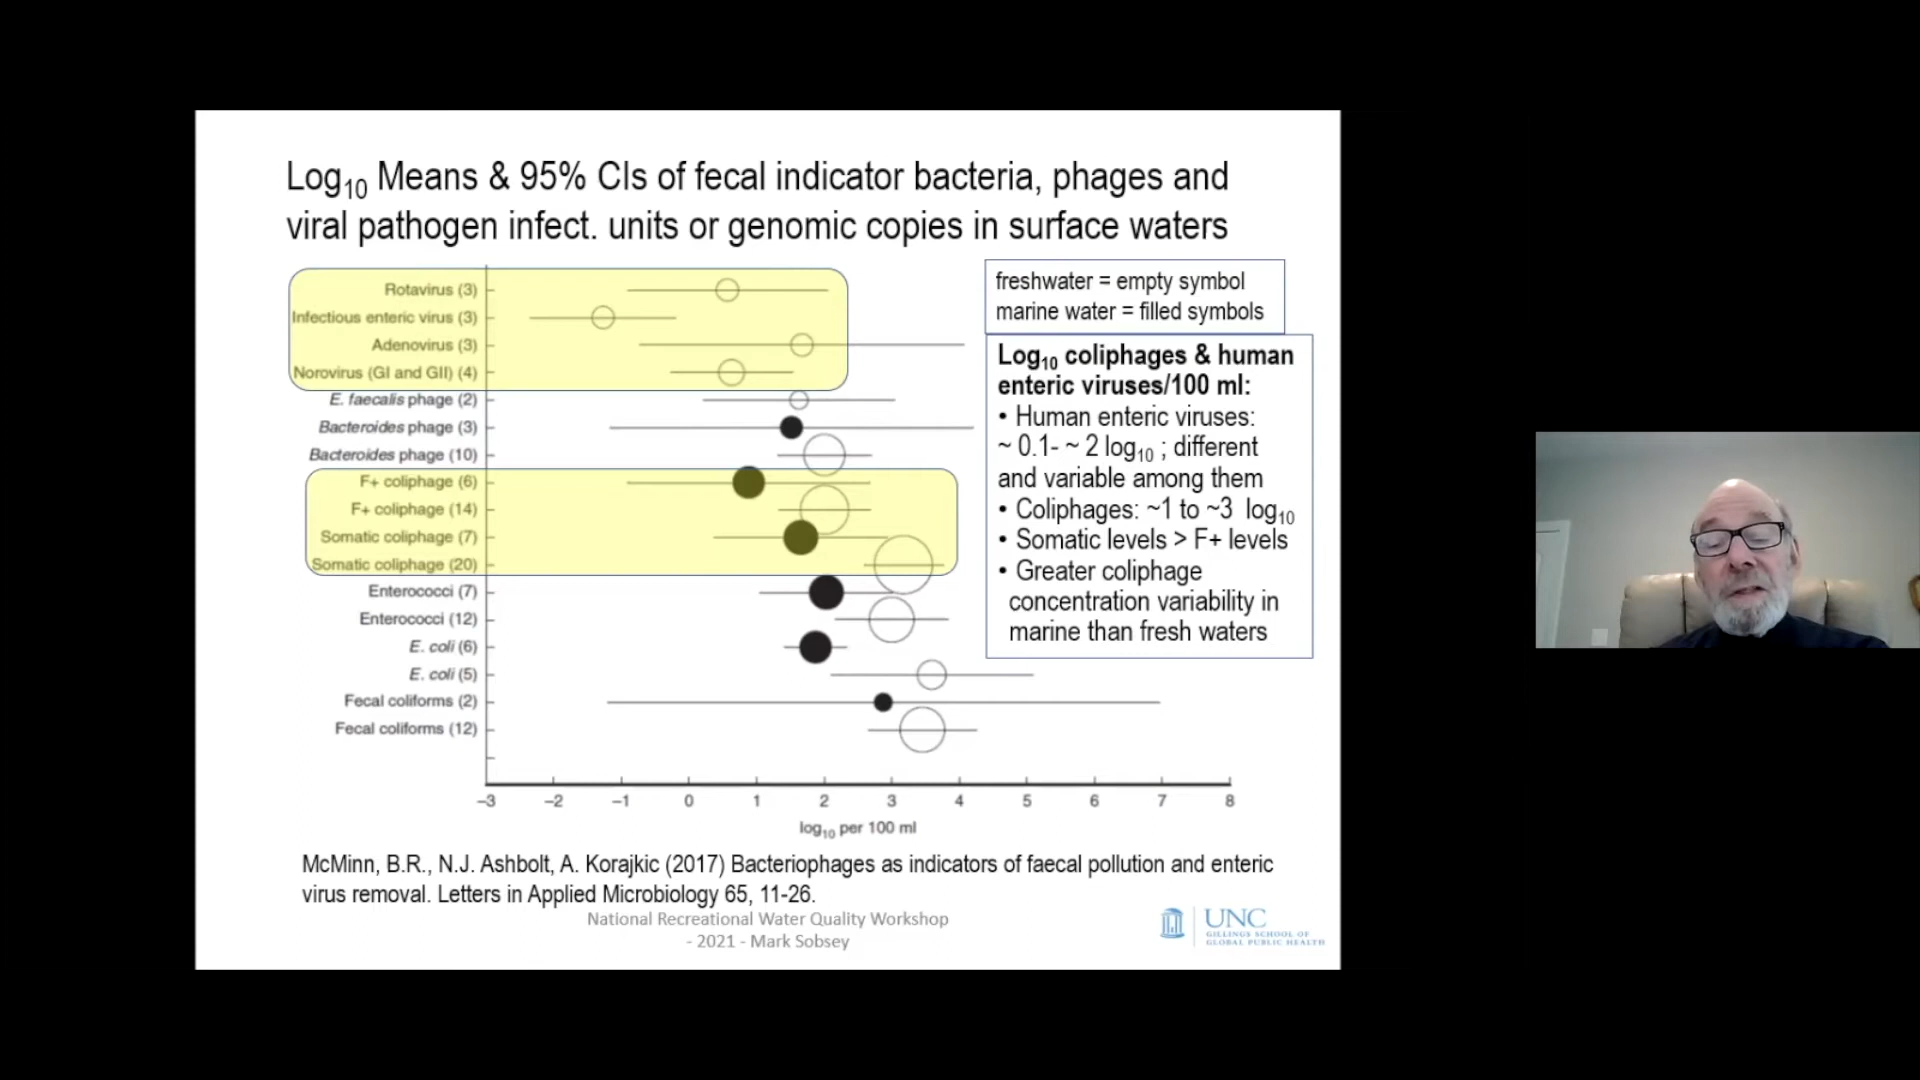 Log10 Means & 95% CIs of fecal indicator bacteria, phages and
viral pathogen infect. units or genomic copies in surface waters
Rotavirus (3)
Infectious enteric virus (3)
Adenovirus (3)
Norovirus (GI and GII) (4)
E. faecalis phage (2)
Bacteroides phage (3)
Bacteroides phage (10)
F+ coliphage (6)
F+ coliphage (14)
Somatic coliphage (7)
Somatic coliphage (20)
Enterococci (7)
Enterococci (12)
E. coli (6)
E. coli (5)
Fecal coliforms (2)
Fecal coliforms (12)
–3 –2 –1 0 1 2 3 4 5 6 7 8
log10 per 100 ml
freshwater = empty symbol
marine water = filled symbols
Log10 coliphages & human
enteric viruses/100 ml:
• Human enteric viruses:
~ 0.1- ~ 2 log10 ; different
and variable among them
• Coliphages: ~1 to ~3 log10
• Somatic levels > F+ levels
• Greater coliphage
concentration variability in
marine than fresh waters
McMinn, B.R., N.J. Ashbolt, A. Korajkic (2017) Bacteriophages as indicators of faecal pollution and enteric
virus removal. Letters in Applied Microbiology 65, 11-26.
National Recreational Water Quality Workshop
- 2021 - Mark Sobsey
UNC
GILLINGS SCHOOL OF
GLOBAL PUBLIC HEALTH